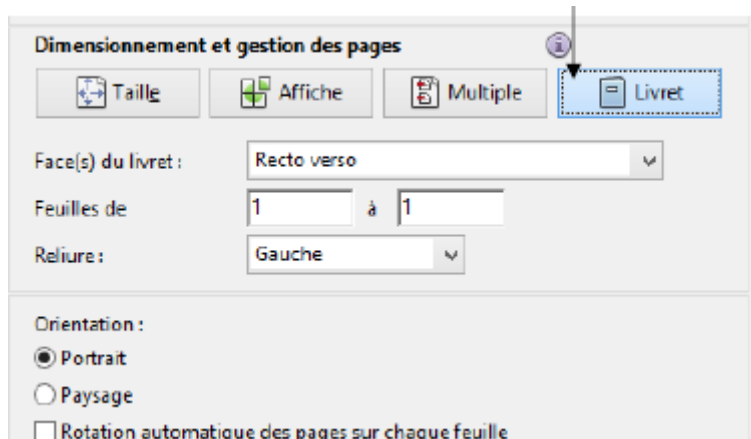 Dimensionnement et gestion des pages
Taille Affiche Multiple Livret
Face(s) du livret : Recto verso
Feuilles de 1 à 1
Reliure : Gauche
Orientation :
Portrait
Paysage
Rotation automatique des pages sur chaque feuille